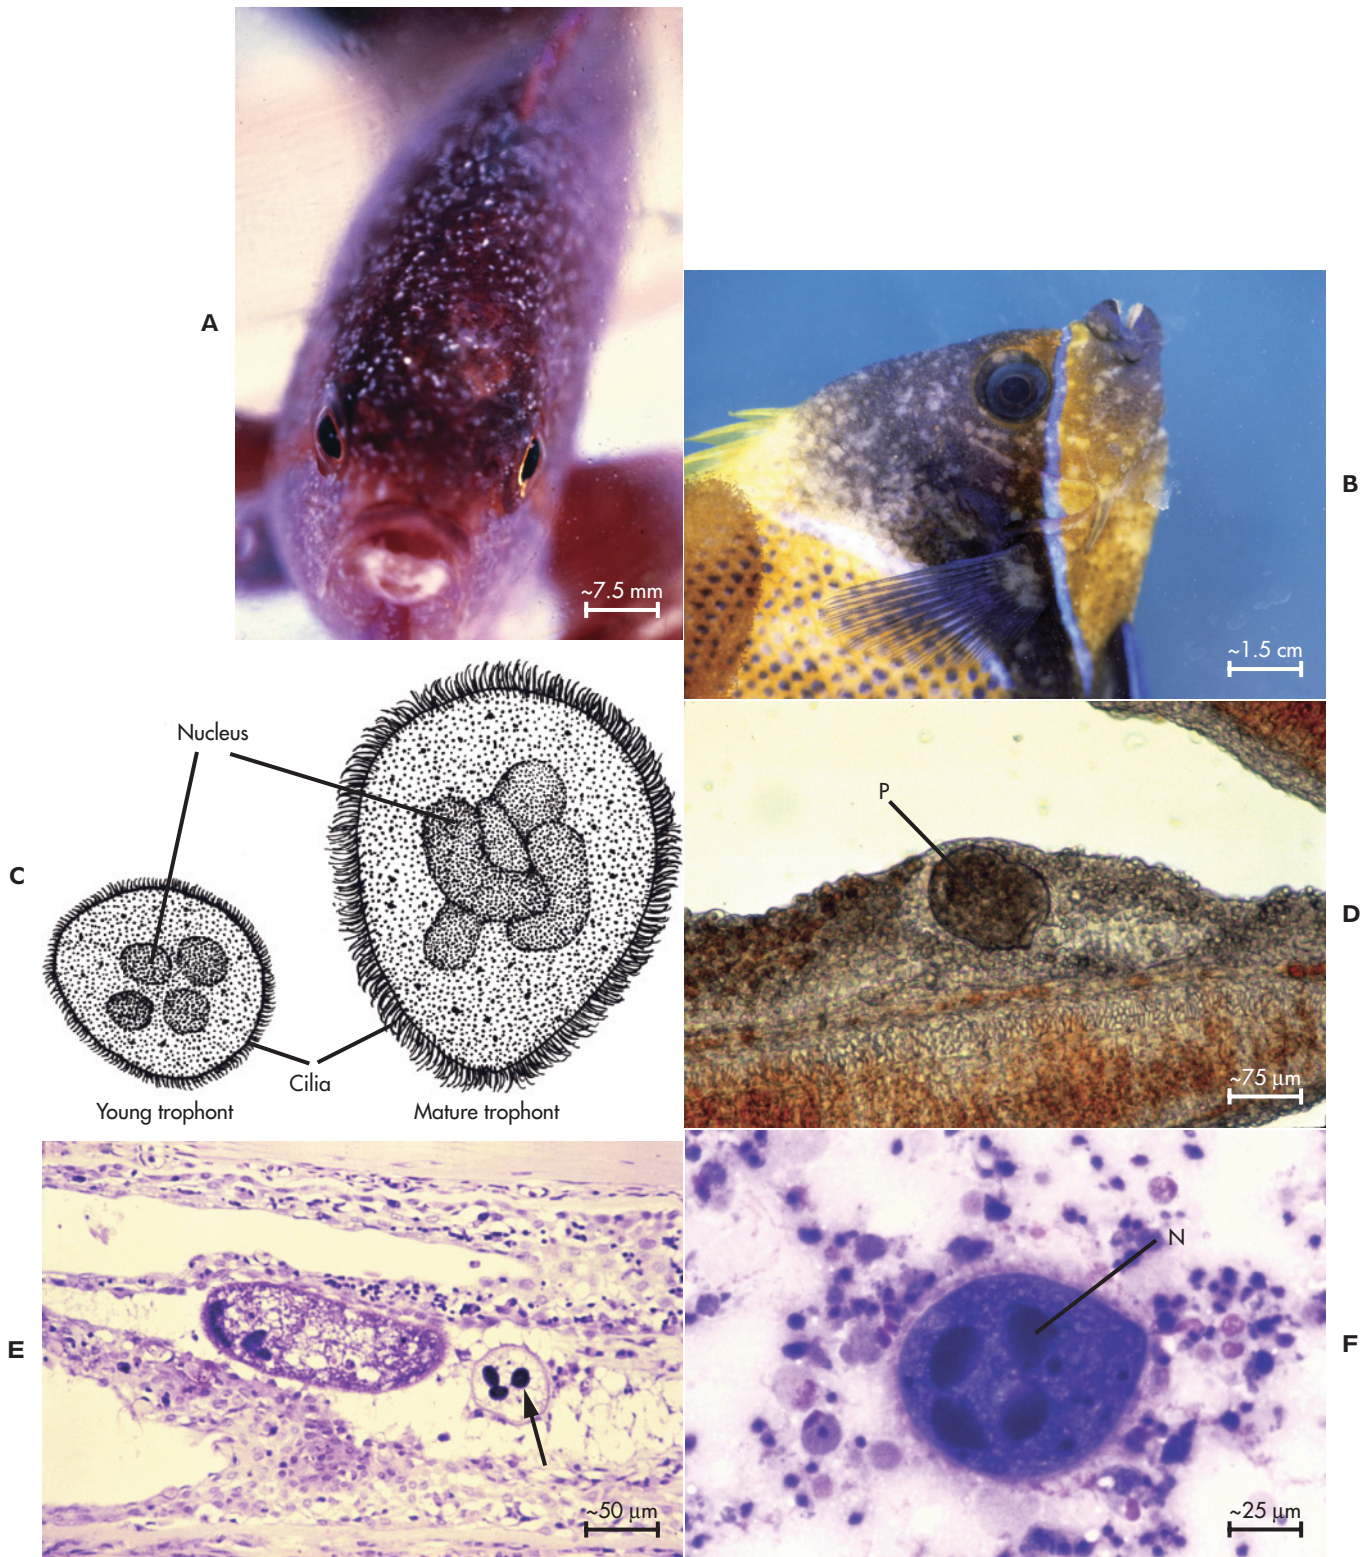 A
~7.5 mm
B
~1.5 cm
Nucleus
C
Cilia
Young trophont
Mature trophont
P
D
~75 µm
E
~50 µm
N
F
~25 µm